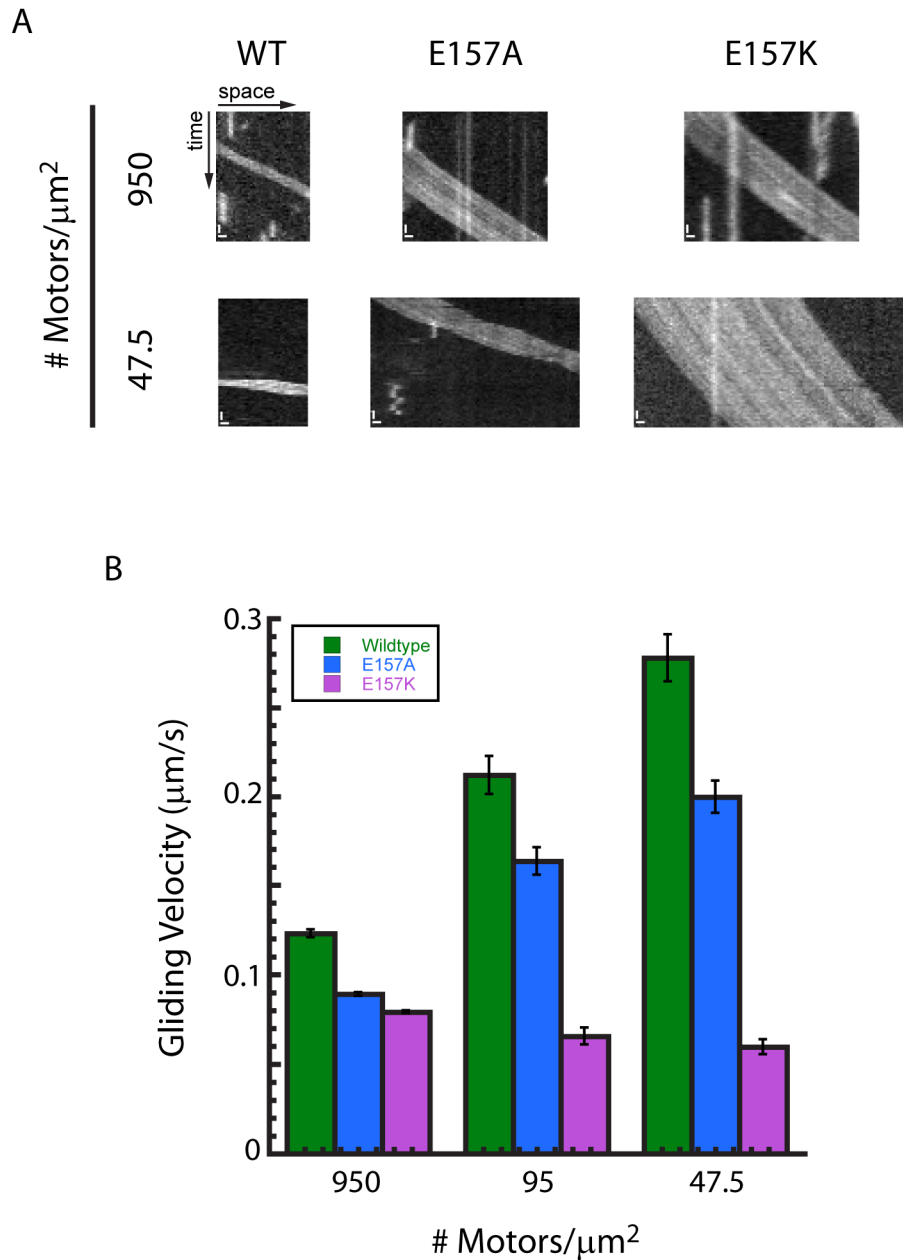 A
WT
E157A
E157K
space
time
# Motors/µm²
950
47.5
B
0.3
0.2
0.1
0
Gliding Velocity (µm/s)
Wildtype
E157A
E157K
950
95
47.5
# Motors/µm²